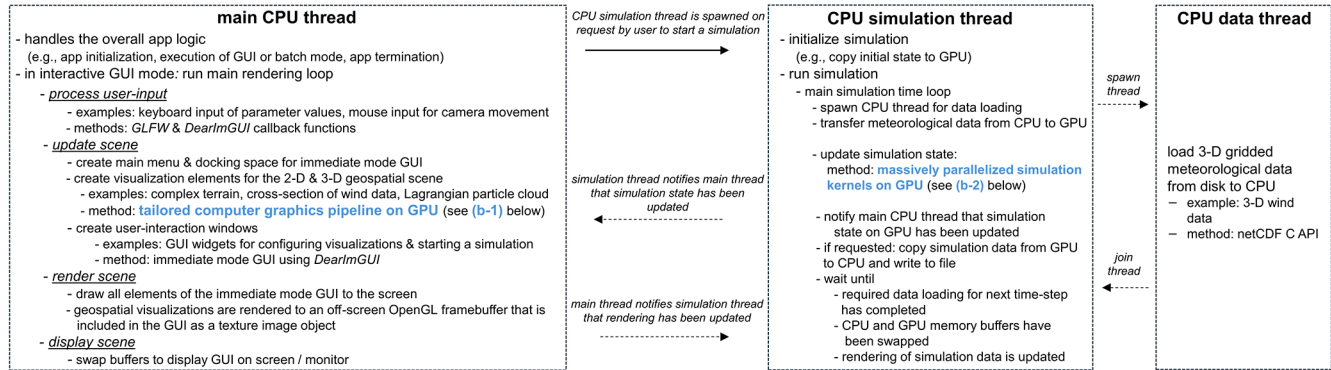 main CPU thread
- handles the overall app logic
(e.g., app initialization, execution of GUI or batch mode, app termination)
- in interactive GUI mode: run main rendering loop
- process user-input
- examples: keyboard input of parameter values, mouse input for camera movement
- methods: GLFW & DearImGUI callback functions
- update scene
- create main menu & docking space for immediate mode GUI
- create visualization elements for the 2-D & 3-D geospatial scene
- examples: complex terrain, cross-section of wind data, Lagrangian particle cloud
- method: tailored computer graphics pipeline on GPU (see (b-1) below)
- create user-interaction windows
- examples: GUI widgets for configuring visualizations & starting a simulation
- method: immediate mode GUI using DearImGUI
- render scene
- draw all elements of the immediate mode GUI to the screen
- geospatial visualizations are rendered to an off-screen OpenGL framebuffer that is
included in the GUI as a texture image object
- display scene
- swap buffers to display GUI on screen / monitor
CPU simulation thread is spawned on
request by user to start a simulation
simulation thread notifies main thread
that simulation state has been
updated
main thread notifies simulation thread
that rendering has been updated
CPU simulation thread
- initialize simulation
(e.g., copy initial state to GPU)
- run simulation
- main simulation time loop
- spawn CPU thread for data loading
- transfer meteorological data from CPU to GPU
- update simulation state:
method: massively parallelized simulation
kernels on GPU (see (b-2) below)
- notify main CPU thread that simulation
state on GPU has been updated
- if requested: copy simulation data from GPU
to CPU and write to file
- wait until
- required data loading for next time-step
has completed
- CPU and GPU memory buffers have
been swapped
- rendering of simulation data is updated
spawn
thread
join
thread
CPU data thread
load 3-D gridded
meteorological data
from disk to CPU
– example: 3-D wind
data
– method: netCDF C API